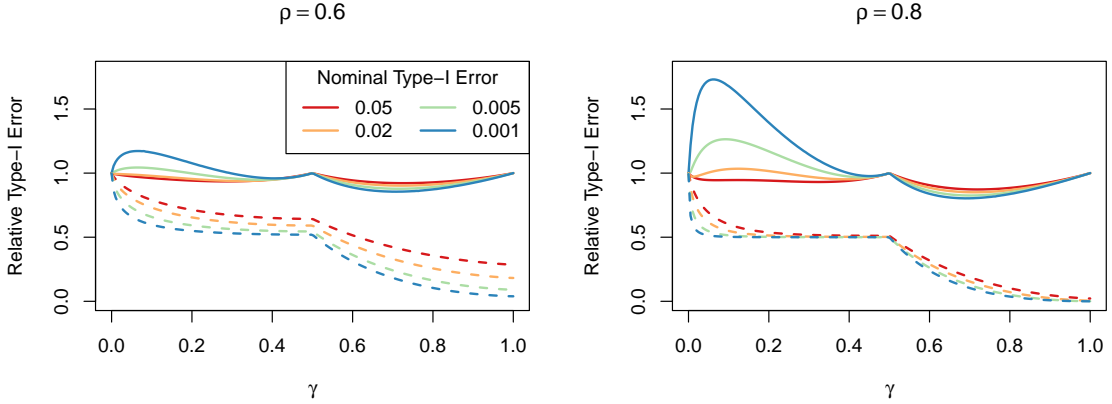 ρ = 0.6
Relative Type−I Error
0.0 0.5 1.0 1.5
Nominal Type−I Error
0.05 0.005
0.02 0.001
0.0 0.2 0.4 0.6 0.8 1.0
γ
ρ = 0.8
Relative Type−I Error
0.0 0.5 1.0 1.5
0.0 0.2 0.4 0.6 0.8 1.0
γ